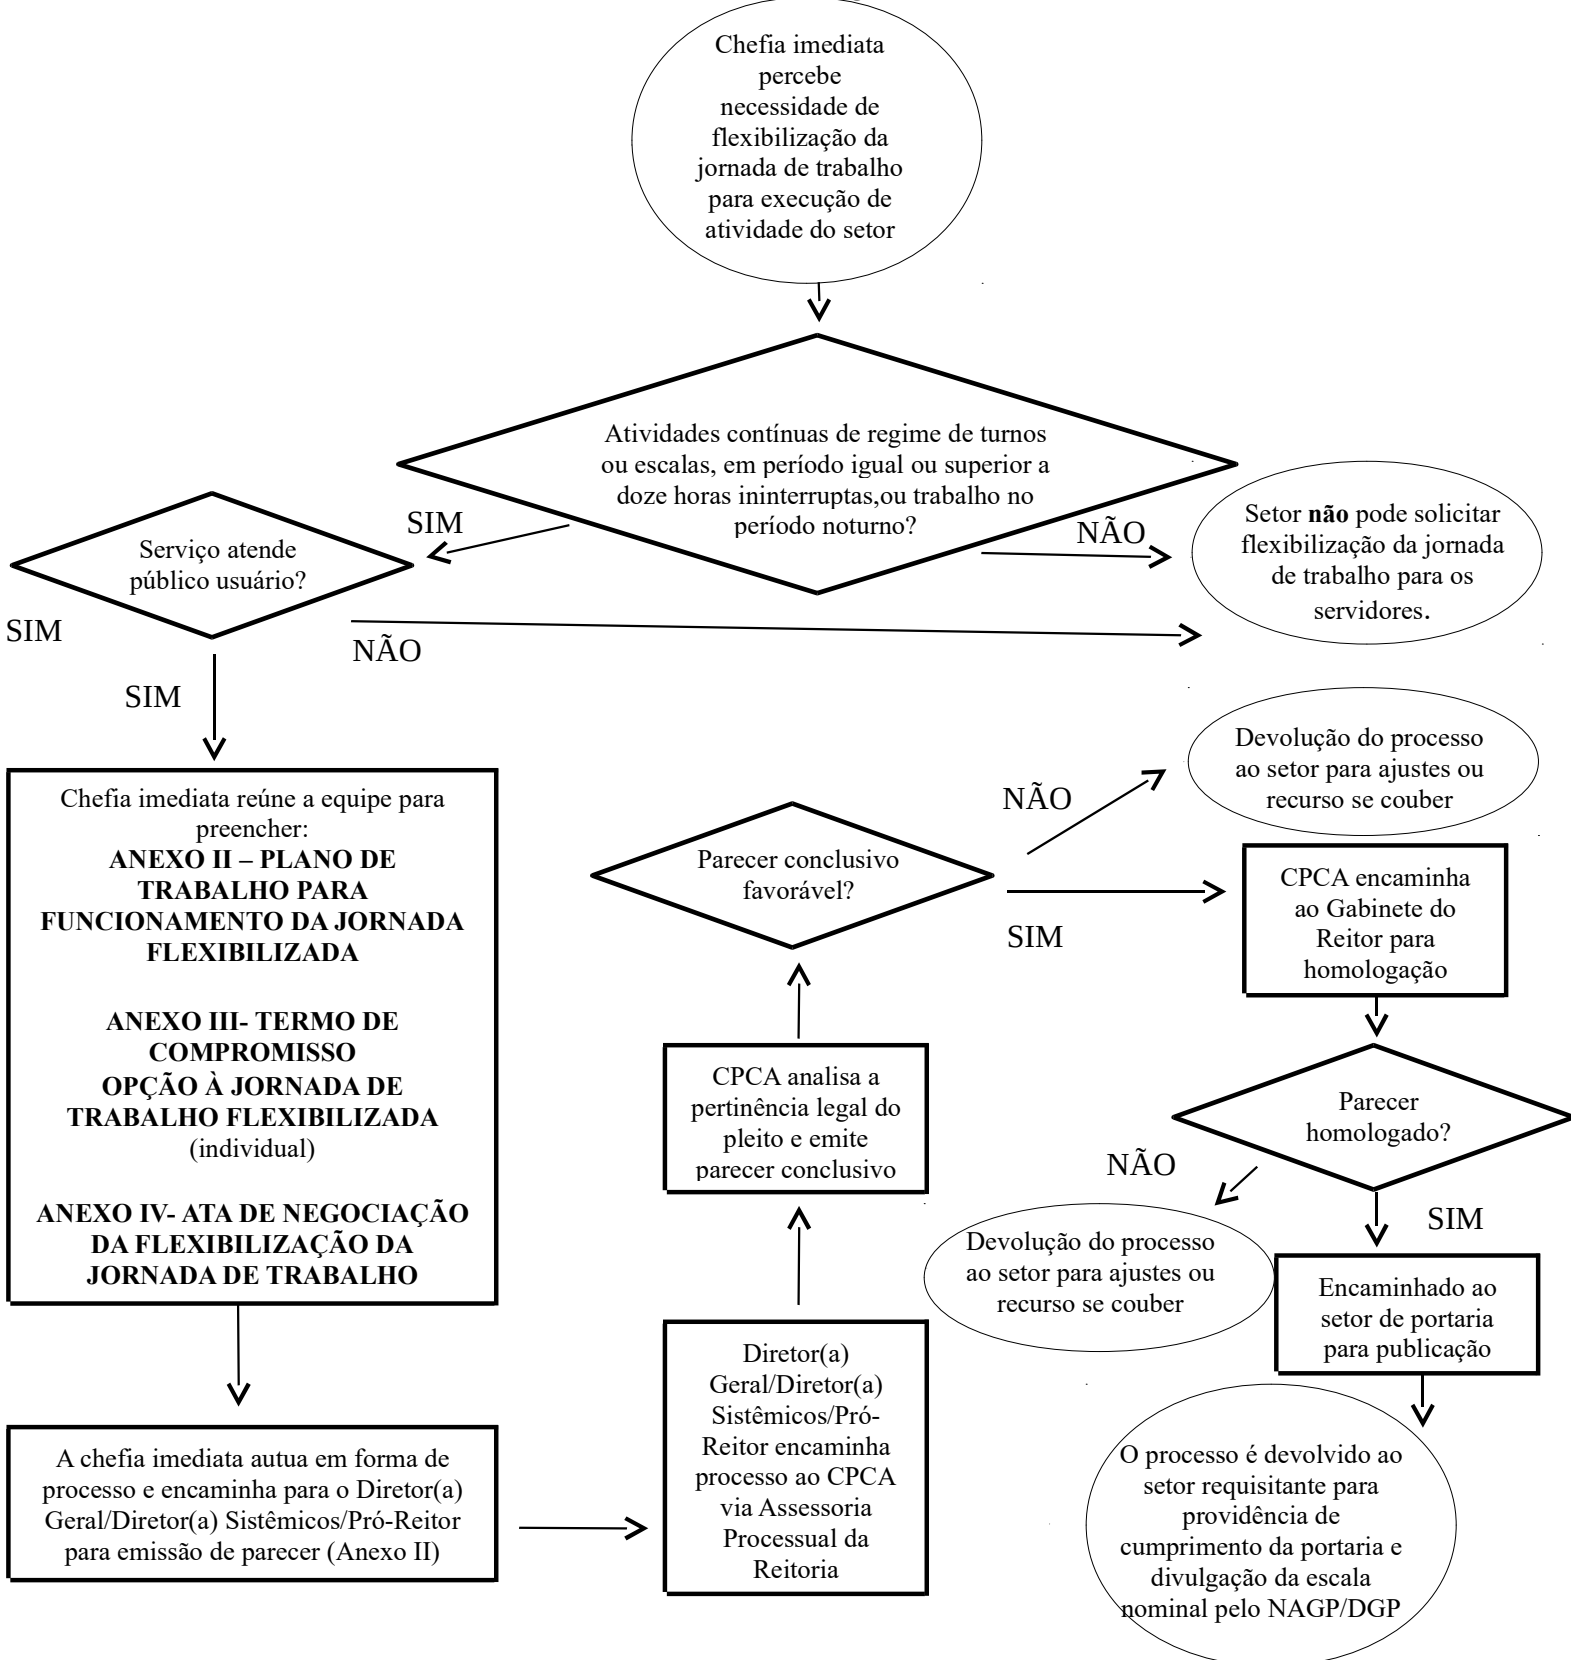 Chefia imediata
percebe
necessidade de
flexibilização da
jornada de trabalho
para execução de
atividade do setor
Atividades contínuas de regime de turnos
ou escalas, em período igual ou superior a
doze horas ininterruptas,ou trabalho no
período noturno?
SIM
NÃO
Setor não pode solicitar
flexibilização da jornada
de trabalho para os
servidores.
Serviço atende
público usuário?
SIM
NÃO
SIM
Chefia imediata reúne a equipe para
preencher:
ANEXO II – PLANO DE
TRABALHO PARA
FUNCIONAMENTO DA JORNADA
FLEXIBILIZADA
ANEXO III- TERMO DE
COMPROMISSO
OPÇÃO À JORNADA DE
TRABALHO FLEXIBILIZADA
(individual)
ANEXO IV- ATA DE NEGOCIAÇÃO
DA FLEXIBILIZAÇÃO DA
JORNADA DE TRABALHO
A chefia imediata autua em forma de
processo e encaminha para o Diretor(a)
Geral/Diretor(a) Sistêmicos/Pró-Reitor
para emissão de parecer (Anexo II)
Diretor(a)
Geral/Diretor(a)
Sistêmicos/Pró-
Reitor encaminha
processo ao CPCA
via Assessoria
Processual da
Reitoria
CPCA analisa a
pertinência legal do
pleito e emite
parecer conclusivo
Parecer conclusivo
favorável?
NÃO
Devolução do processo
ao setor para ajustes ou
recurso se couber
SIM
CPCA encaminha
ao Gabinete do
Reitor para
homologação
Parecer
homologado?
NÃO
Devolução do processo
ao setor para ajustes ou
recurso se couber
SIM
Encaminhado ao
setor de portaria
para publicação
O processo é devolvido ao
setor requisitante para
providência de
cumprimento da portaria e
divulgação da escala
nominal pelo NAGP/DGP